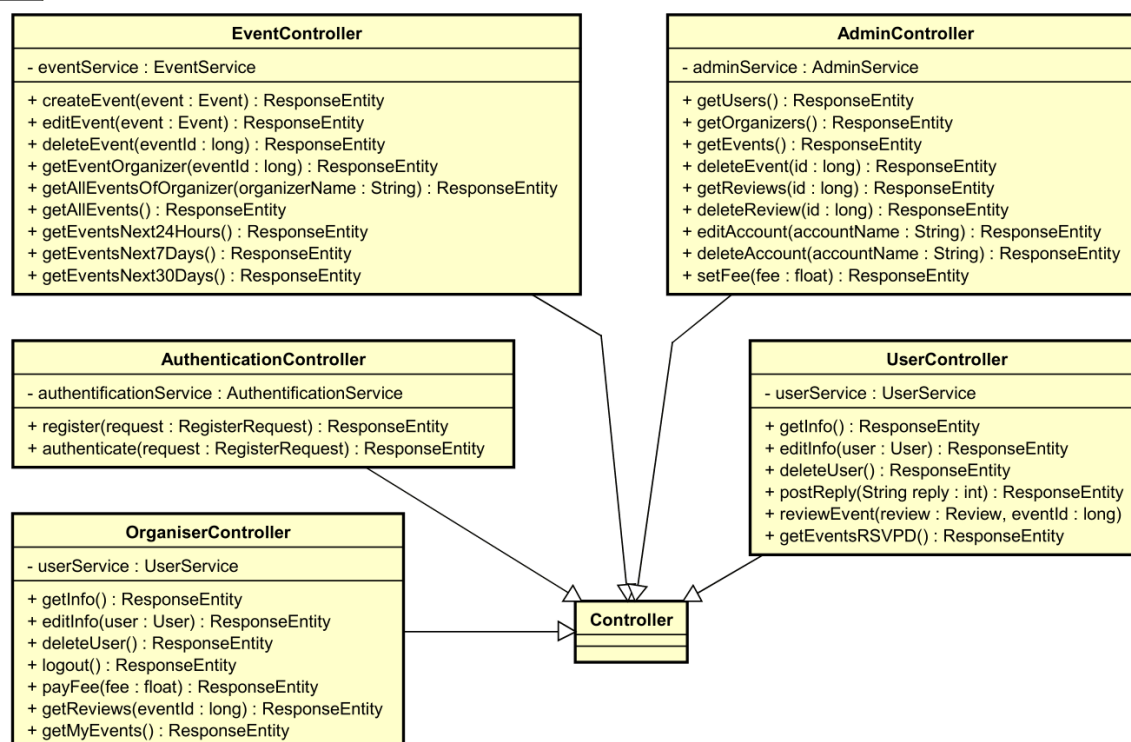 EventController
- eventService : EventService
+ createEvent(event : Event) : ResponseEntity
+ editEvent(event : Event) : ResponseEntity
+ deleteEvent(eventId : long) : ResponseEntity
+ getEventOrganizer(eventId : long) : ResponseEntity
+ getAllEventsOfOrganizer(organizerName : String) : ResponseEntity
+ getAllEvents() : ResponseEntity
+ getEventsNext24Hours() : ResponseEntity
+ getEventsNext7Days() : ResponseEntity
+ getEventsNext30Days() : ResponseEntity
AdminController
- adminService : AdminService
+ getUsers() : ResponseEntity
+ getOrganizers() : ResponseEntity
+ getEvents() : ResponseEntity
+ deleteEvent(id : long) : ResponseEntity
+ getReviews(id : long) : ResponseEntity
+ deleteReview(id : long) : ResponseEntity
+ editAccount(accountName : String) : ResponseEntity
+ deleteAccount(accountName : String) : ResponseEntity
+ setFee(fee : float) : ResponseEntity
AuthenticationController
- authentificationService : AuthentificationService
+ register(request : RegisterRequest) : ResponseEntity
+ authenticate(request : RegisterRequest) : ResponseEntity
UserController
- userService : UserService
+ getInfo() : ResponseEntity
+ editInfo(user : User) : ResponseEntity
+ deleteUser() : ResponseEntity
+ postReply(String reply : int) : ResponseEntity
+ reviewEvent(review : Review, eventId : long)
+ getEventsRSVPD() : ResponseEntity
OrganiserController
- userService : UserService
+ getInfo() : ResponseEntity
+ editInfo(user : User) : ResponseEntity
+ deleteUser() : ResponseEntity
+ logout() : ResponseEntity
+ payFee(fee : float) : ResponseEntity
+ getReviews(eventId : long) : ResponseEntity
+ getMyEvents() : ResponseEntity
Controller